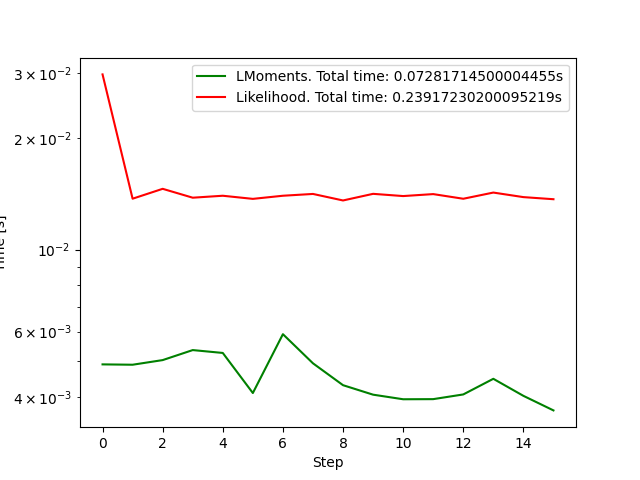 LMoments. Total time: 0.07281714500004455s
Likelihood. Total time: 0.23917230200095219s
3 × 10⁻²
2 × 10⁻²
10⁻²
6 × 10⁻³
4 × 10⁻³
[s]
0 2 4 6 8 10 12 14
Step